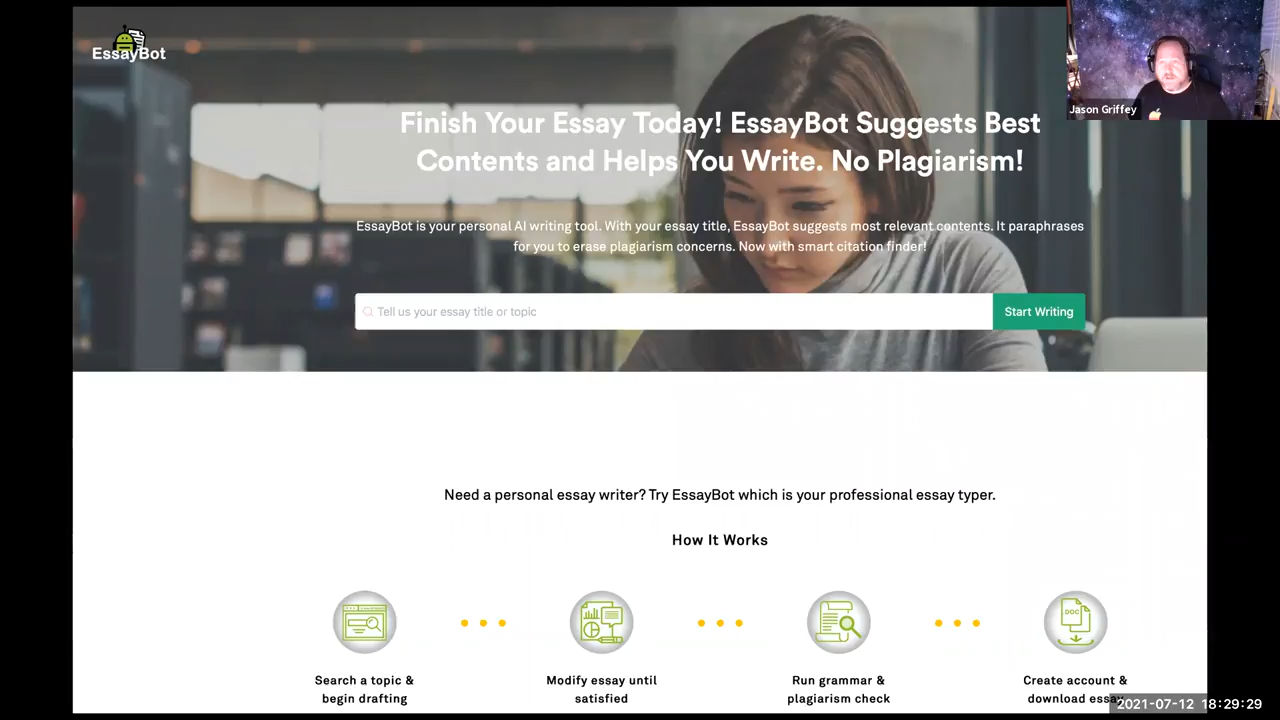 EssayBot
Jason Griffey
Finish Your Essay Today! EssayBot Suggests Best
Contents and Helps You Write. No Plagiarism!
EssayBot is your personal AI writing tool. With your essay title, EssayBot suggests most relevant contents. It paraphrases
for you to erase plagiarism concerns. Now with smart citation finder!
Tell us your essay title or topic
Start Writing
Need a personal essay writer? Try EssayBot which is your professional essay typer.
How It Works
DOC
Search a topic &
begin drafting
Modify essay until
satisfied
Run grammar &
plagiarism check
Create account &
download essay
2021-07-12 18:29:29